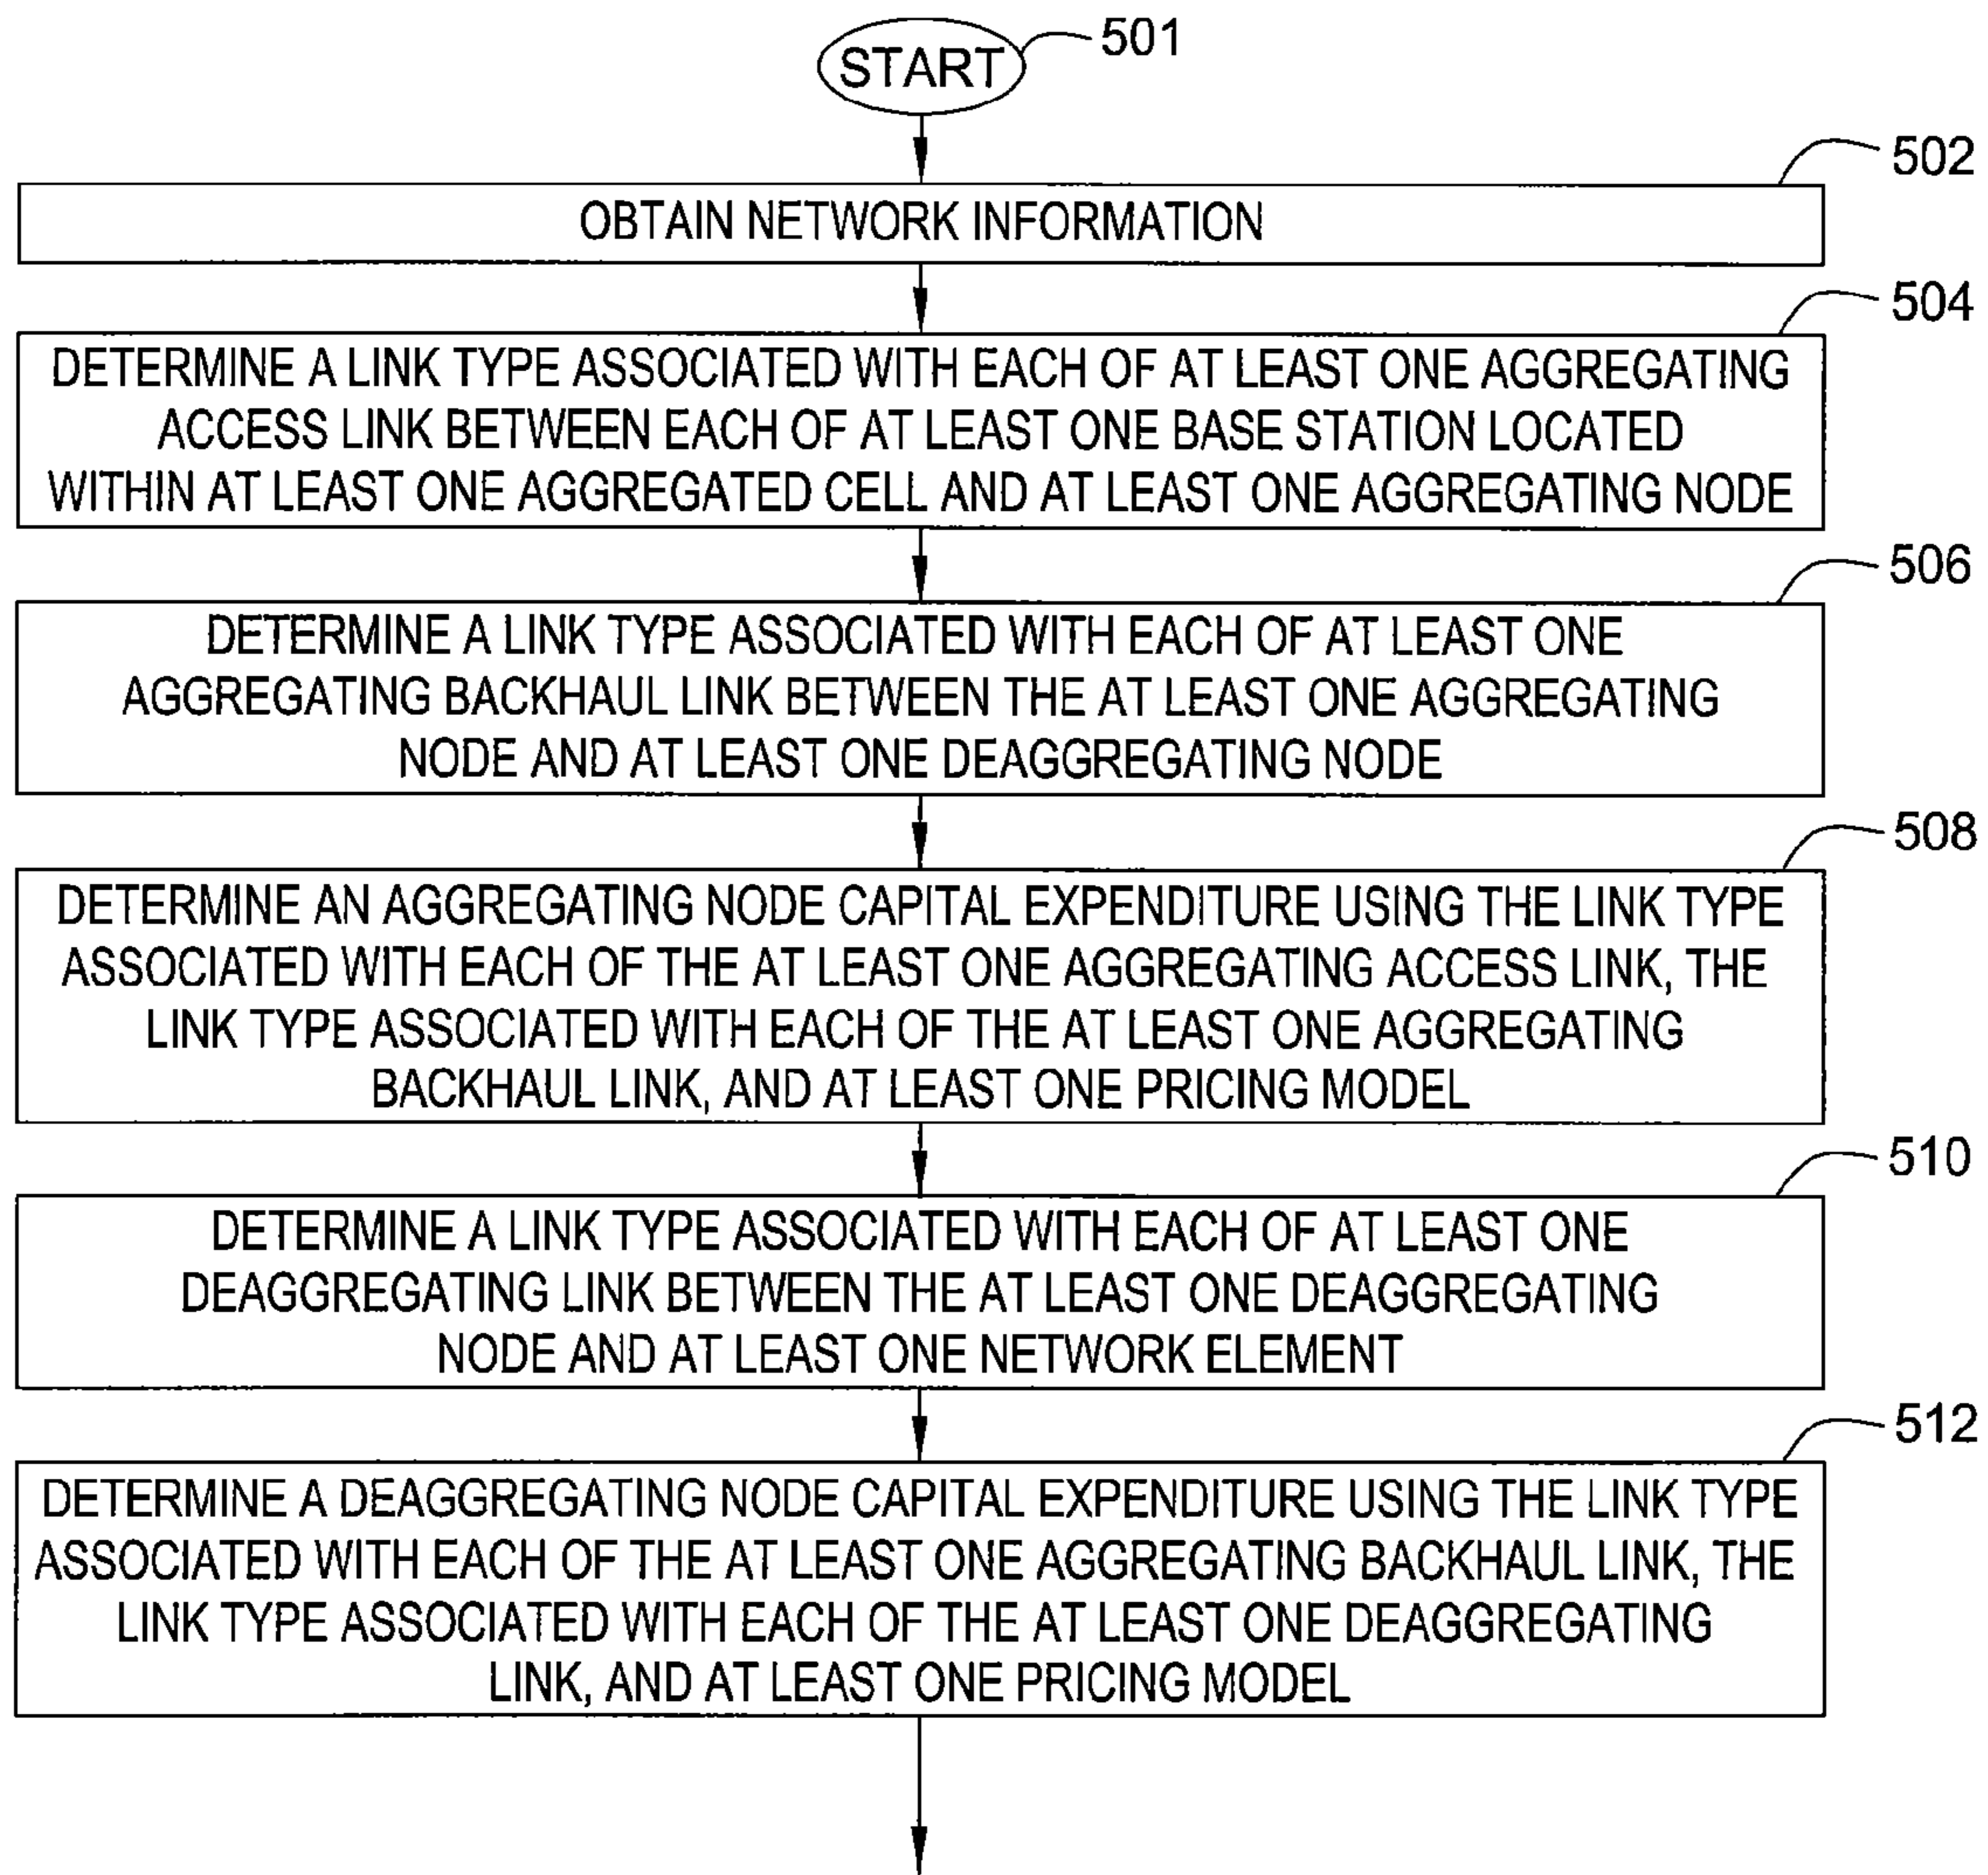 START
501
502
OBTAIN NETWORK INFORMATION
504
DETERMINE A LINK TYPE ASSOCIATED WITH EACH OF AT LEAST ONE AGGREGATING
ACCESS LINK BETWEEN EACH OF AT LEAST ONE BASE STATION LOCATED
WITHIN AT LEAST ONE AGGREGATED CELL AND AT LEAST ONE AGGREGATING NODE
506
DETERMINE A LINK TYPE ASSOCIATED WITH EACH OF AT LEAST ONE
AGGREGATING BACKHAUL LINK BETWEEN THE AT LEAST ONE AGGREGATING
NODE AND AT LEAST ONE DEAGGREGATING NODE
508
DETERMINE AN AGGREGATING NODE CAPITAL EXPENDITURE USING THE LINK TYPE
ASSOCIATED WITH EACH OF THE AT LEAST ONE AGGREGATING ACCESS LINK, THE
LINK TYPE ASSOCIATED WITH EACH OF THE AT LEAST ONE AGGREGATING
BACKHAUL LINK, AND AT LEAST ONE PRICING MODEL
510
DETERMINE A LINK TYPE ASSOCIATED WITH EACH OF AT LEAST ONE
DEAGGREGATING LINK BETWEEN THE AT LEAST ONE DEAGGREGATING
NODE AND AT LEAST ONE NETWORK ELEMENT
512
DETERMINE A DEAGGREGATING NODE CAPITAL EXPENDITURE USING THE LINK TYPE
ASSOCIATED WITH EACH OF THE AT LEAST ONE AGGREGATING BACKHAUL LINK, THE
LINK TYPE ASSOCIATED WITH EACH OF THE AT LEAST ONE DEAGGREGATING
LINK, AND AT LEAST ONE PRICING MODEL